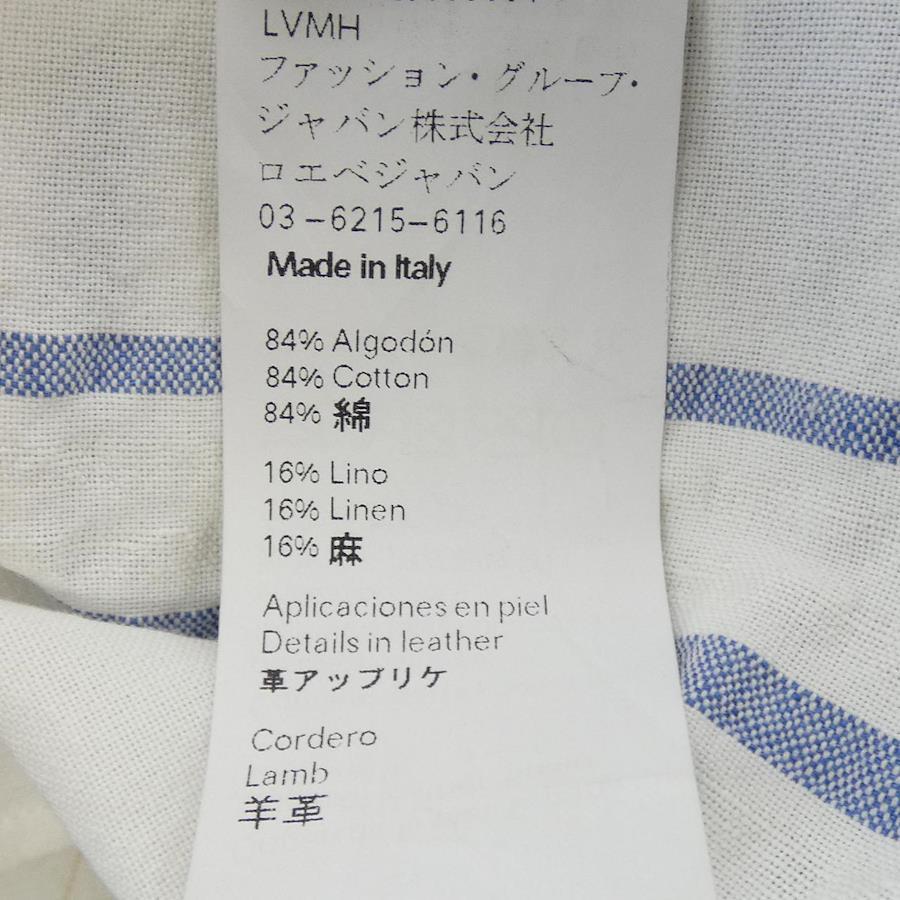 LVMH
ファッション・グループ・
ジャパン株式会社
ロエベジャパン
03-6215-6116
Made in Italy
84% Algodón
84% Cotton
84% 綿
16% Lino
16% Linen
16% 麻
Aplicaciones en piel
Details in leather
革アップリケ
Cordero
Lamb
羊革